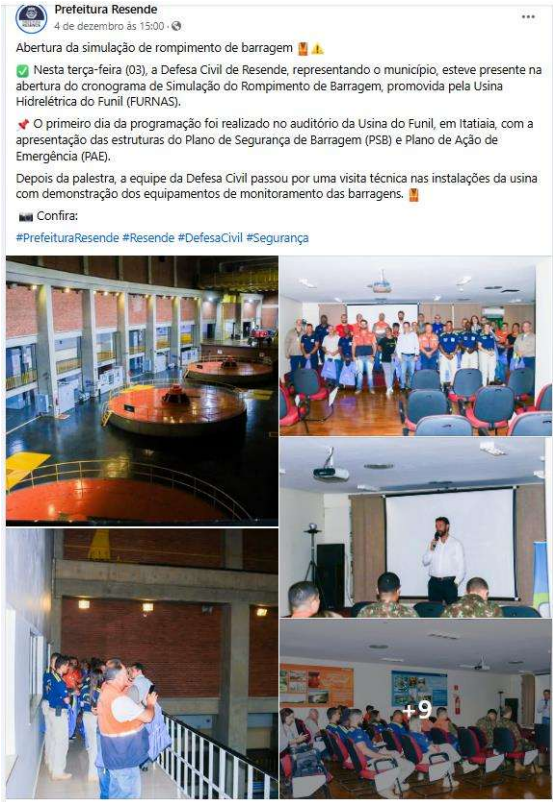 Prefeitura Resende
4 de dezembro às 15:00 ·
Abertura da simulação de rompimento de barragem
Nesta terça-feira (03), a Defesa Civil de Resende, representando o município, esteve presente na
abertura do cronograma de Simulação do Rompimento de Barragem, promovida pela Usina
Hidrelétrica do Funil (FURNAS).
O primeiro dia da programação foi realizado no auditório da Usina do Funil, em Itatiaia, com a
apresentação das estruturas do Plano de Segurança de Barragem (PSB) e Plano de Ação de
Emergência (PAE).
Depois da palestra, a equipe da Defesa Civil passou por uma visita técnica nas instalações da usina
com demonstração dos equipamentos de monitoramento das barragens.
Confira:
#PrefeituraResende #Resende #DefesaCivil #Segurança
+9